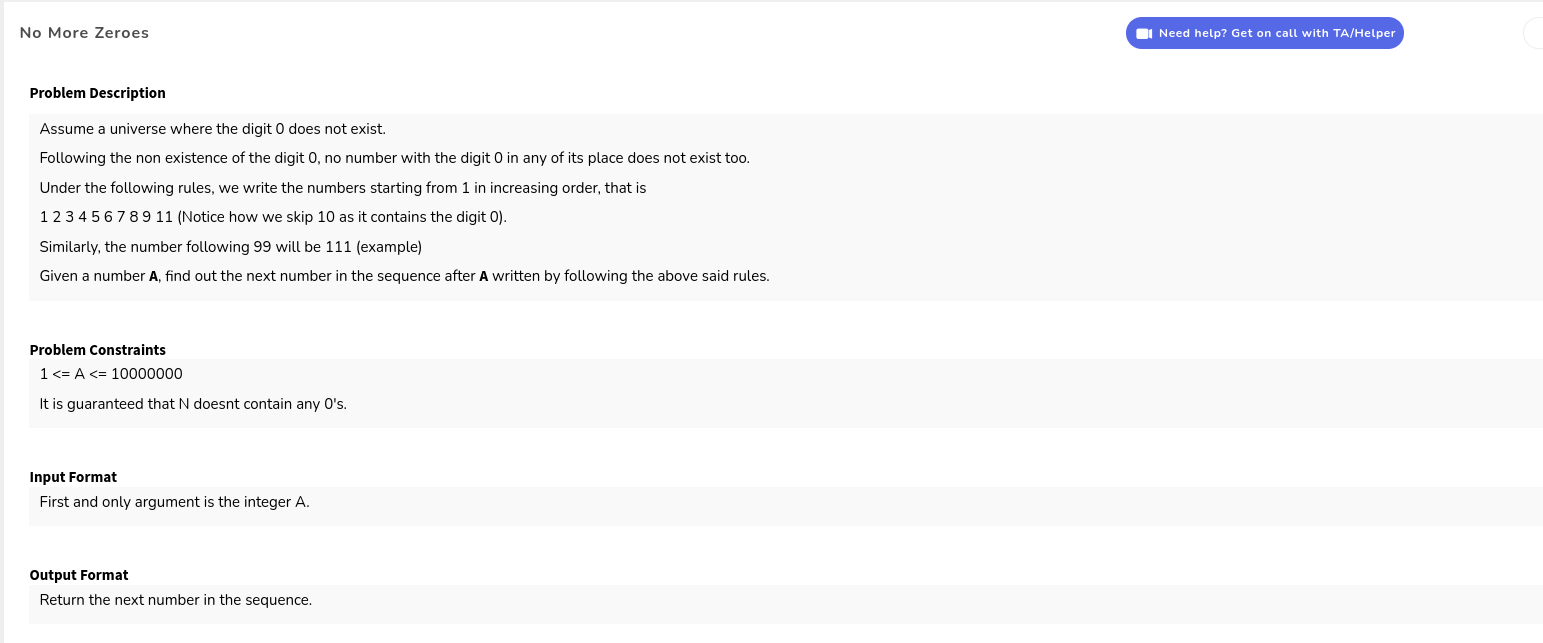 No More Zeroes
Need help? Get on call with TA/Helper
Problem Description
Assume a universe where the digit 0 does not exist.
Following the non existence of the digit 0, no number with the digit 0 in any of its place does not exist too.
Under the following rules, we write the numbers starting from 1 in increasing order, that is
1 2 3 4 5 6 7 8 9 11 (Notice how we skip 10 as it contains the digit 0).
Similarly, the number following 99 will be 111 (example)
Given a number A, find out the next number in the sequence after A written by following the above said rules.
Problem Constraints
1 <= A <= 10000000
It is guaranteed that N doesnt contain any 0's.
Input Format
First and only argument is the integer A.
Output Format
Return the next number in the sequence.